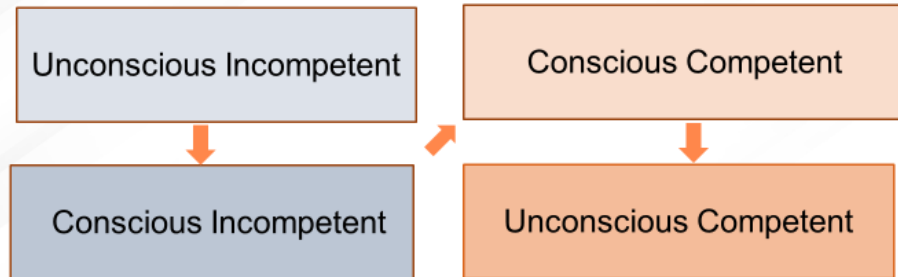 Unconscious Incompetent
Conscious Incompetent
Conscious Competent
Unconscious Competent